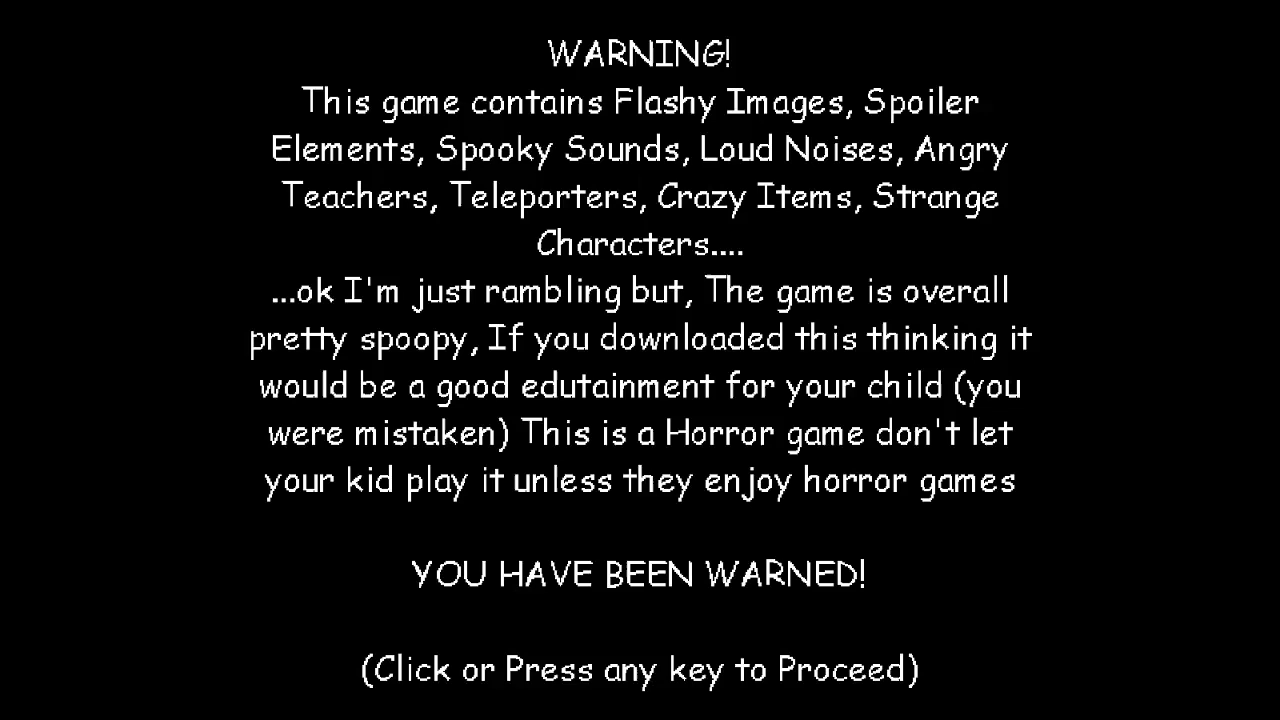 WARNING!
This game contains Flashy Images, Spoiler
Elements, Spooky Sounds, Loud Noises, Angry
Teachers, Teleporters, Crazy Items, Strange
Characters....
...ok I'm just rambling but, The game is overall
pretty spoopy, If you downloaded this thinking it
would be a good edutainment for your child (you
were mistaken) This is a Horror game don't let
your kid play it unless they enjoy horror games
YOU HAVE BEEN WARNED!
(Click or Press any key to Proceed)